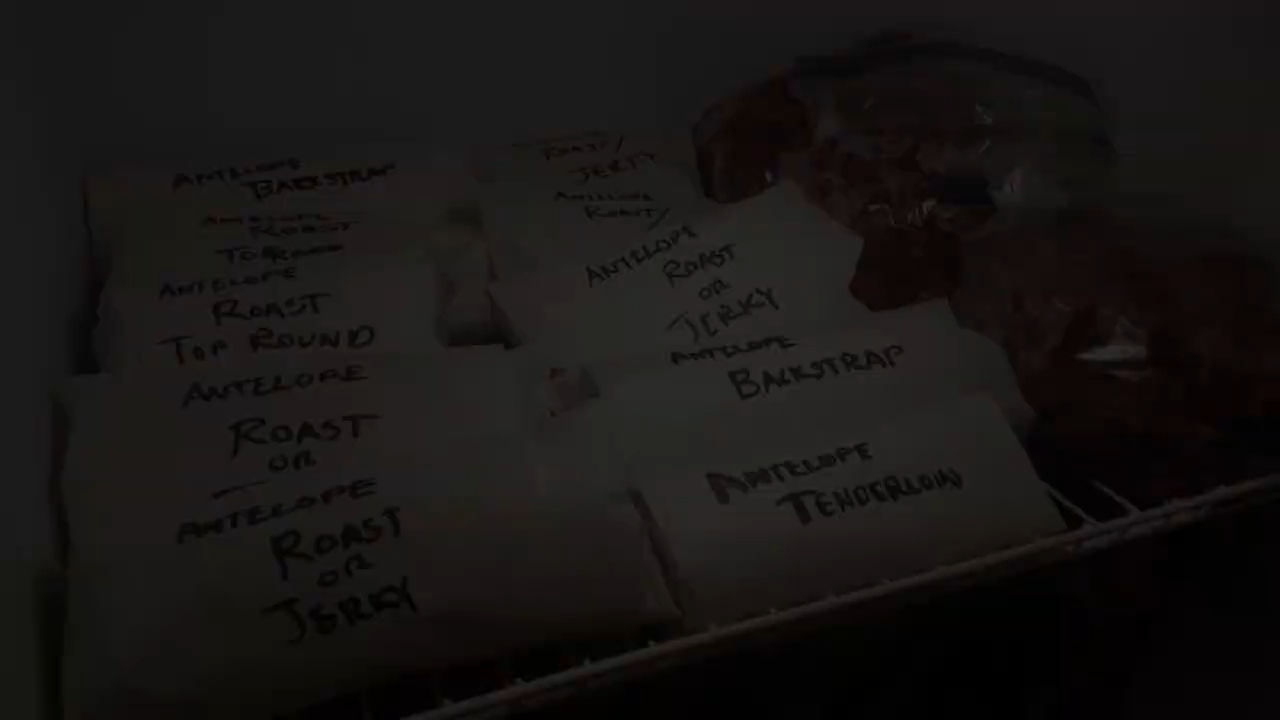 ANTELOPE
BACKSTRAP
ANTELOPE
ROAST
TOP ROUND
ANTELOPE
ROAST
TOP ROUND
ANTELOPE
ROAST
OR
ANTELOPE
ROAST
OR
JERKY
ROAST/
JERKY
ANTELOPE
ROAST/
ANTELOPE
ROAST
OR
JERKY
ANTELOPE
BACKSTRAP
ANTELOPE
TENDERLOIN